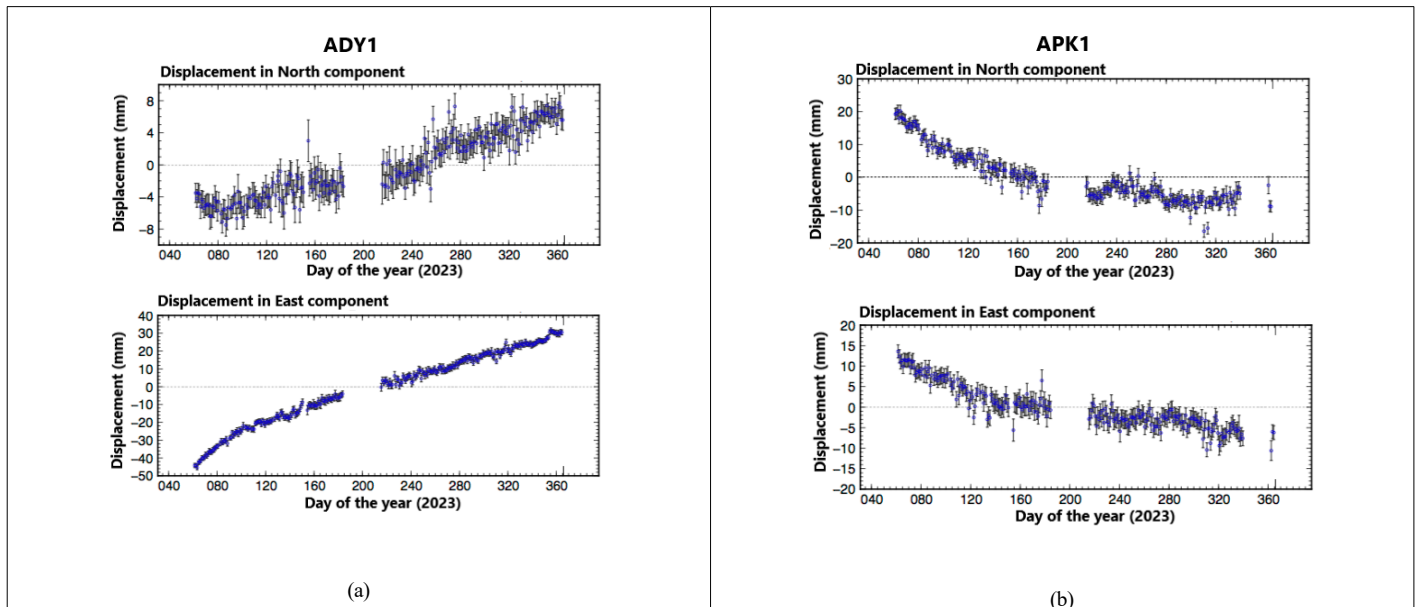 ADY1
Displacement in North component
Displacement (mm)
8
4
0
−4
−8
040 080 120 160 200 240 280 320 360
Day of the year (2023)
Displacement in East component
Displacement (mm)
40
30
20
10
0
−10
−20
−30
−40
−50
040 080 120 160 200 240 280 320 360
Day of the year (2023)
(a)
APK1
Displacement in North component
Displacement (mm)
30
20
10
0
−10
−20
040 080 120 160 200 240 280 320 360
Day of the year (2023)
Displacement in East component
Displacement (mm)
20
15
10
5
0
−5
−10
−15
−20
040 080 120 160 200 240 280 320 360
Day of the year (2023)
(b)